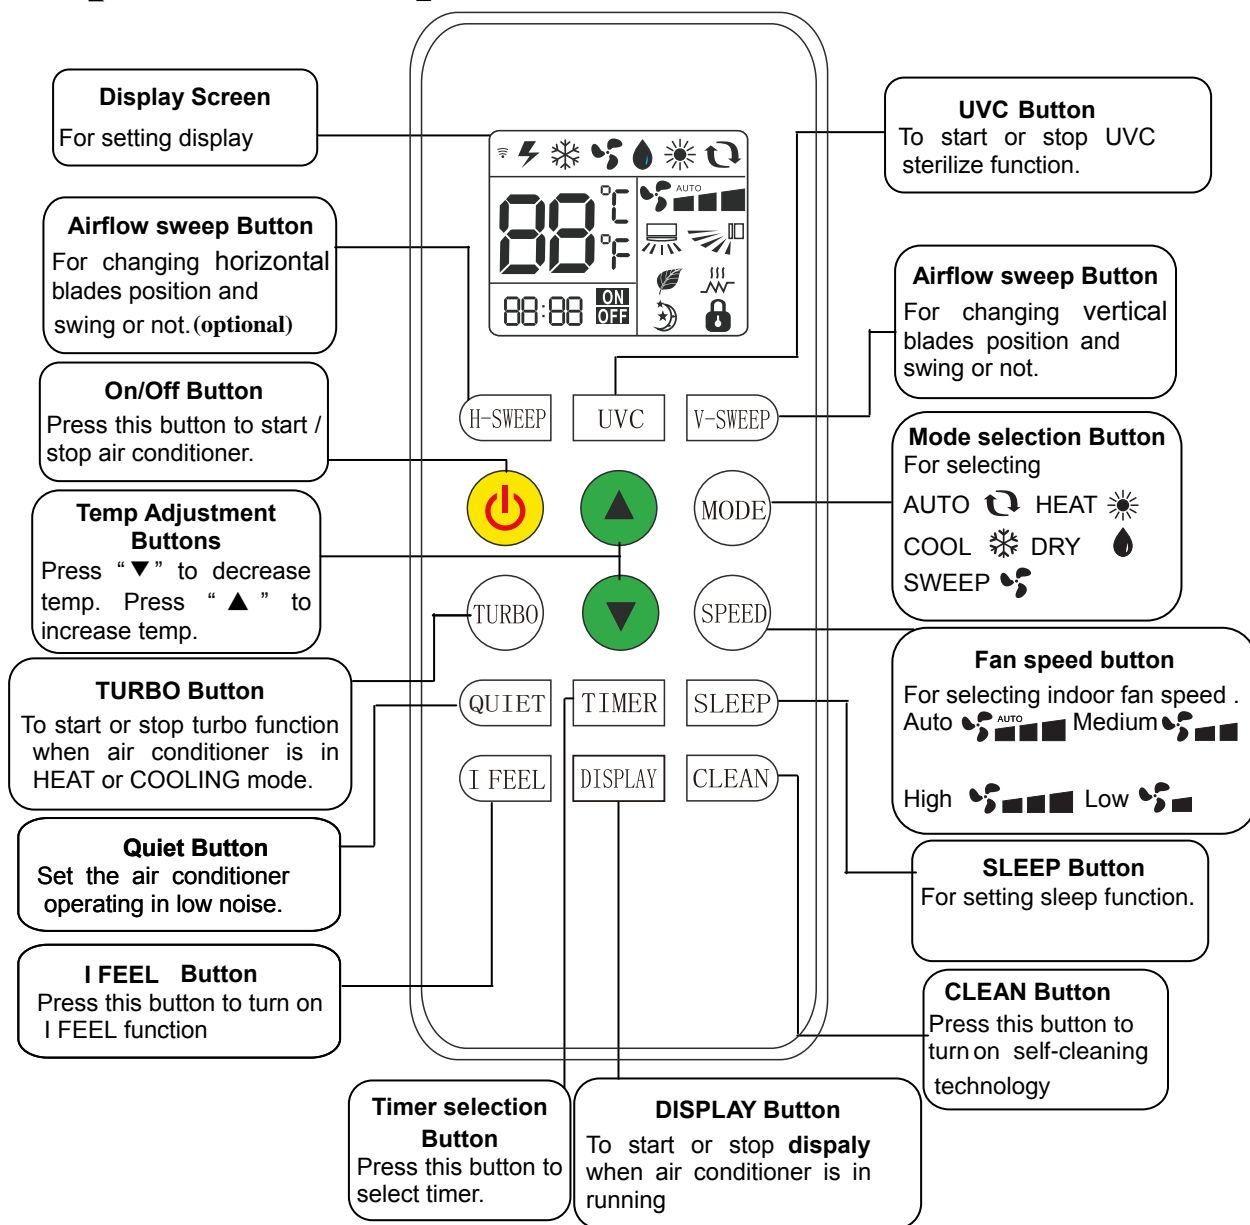 Display Screen
For setting display
Airflow sweep Button
For changing horizontal
blades position and
swing or not.(optional)
On/Off Button
Press this button to start /
stop air conditioner.
Temp Adjustment
Buttons
Press “▼” to decrease
temp. Press “ ▲ ” to
increase temp.
TURBO Button
To start or stop turbo function
when air conditioner is in
HEAT or COOLING mode.
Quiet Button
Set the air conditioner
operating in low noise.
I FEEL Button
Press this button to turn on
I FEEL function
AUTO
88 °C
°F
88:88 ON
OFF
H-SWEEP UVC V-SWEEP
MODE
TURBO SPEED
QUIET TIMER SLEEP
I FEEL DISPLAY CLEAN
UVC Button
To start or stop UVC
sterilize function.
Airflow sweep Button
For changing vertical
blades position and
swing or not.
Mode selection Button
For selecting
AUTO HEAT
COOL DRY
SWEEP
Fan speed button
For selecting indoor fan speed .
Auto AUTO Medium
High Low
SLEEP Button
For setting sleep function.
CLEAN Button
Press this button to
turn on self-cleaning
technology
Timer selection
Button
Press this button to
select timer.
DISPLAY Button
To start or stop dispaly
when air conditioner is in
running